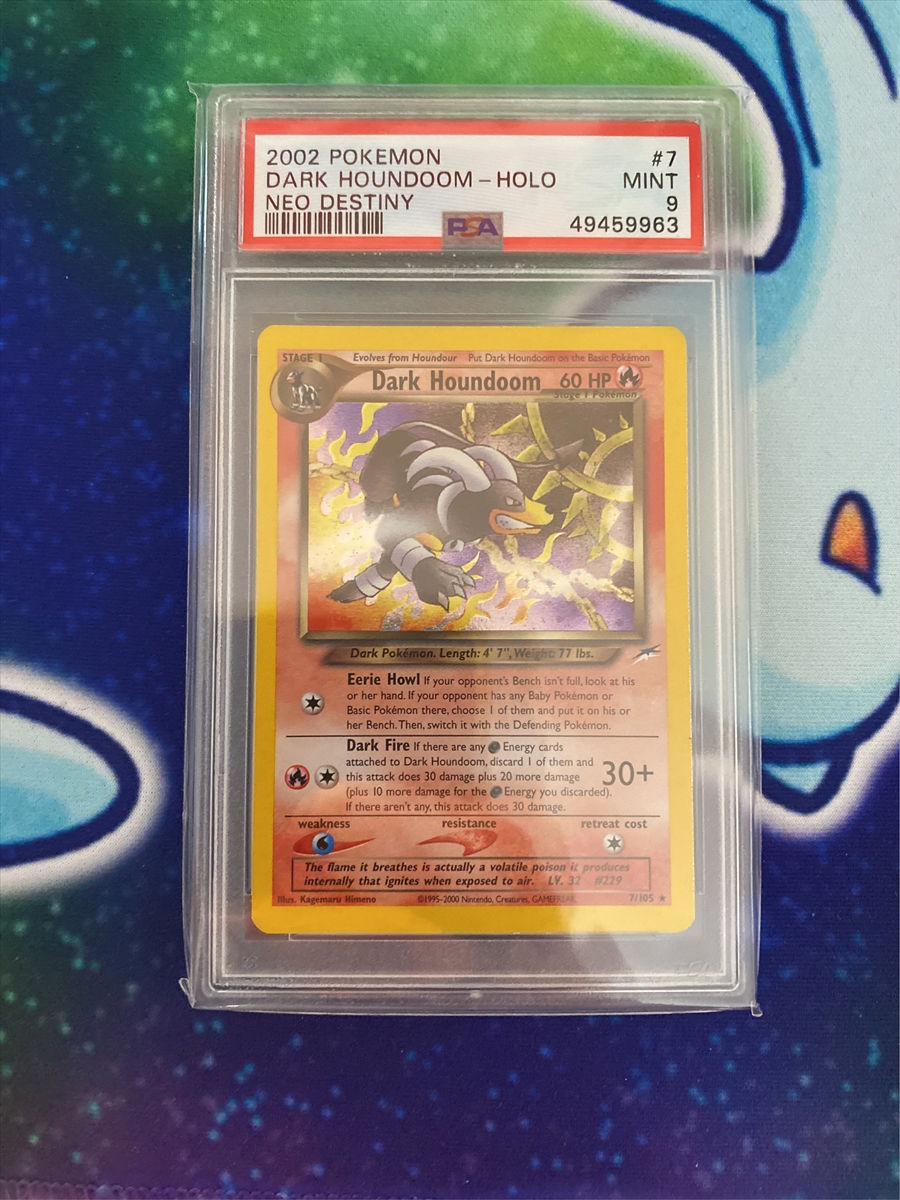 2002 POKEMON #7
DARK HOUNDOOM - HOLO MINT
NEO DESTINY 9
PSA 49459963
STAGE 1 Evolves from Houndour Put Dark Houndoom on the Basic Pokémon
Dark Houndoom 60 HP
Stage 1 Pokémon
Dark Pokémon. Length: 4' 7", Weight: 77 lbs.
Eerie Howl If your opponent's Bench isn't full, look at his
or her hand. If your opponent has any Baby Pokémon or
Basic Pokémon there, choose 1 of them and put it on his or
her Bench. Then, switch it with the Defending Pokémon.
Dark Fire If there are any Energy cards
attached to Dark Houndoom, discard 1 of them and
this attack does 30 damage plus 20 more damage 30+
(plus 10 more damage for the Energy you discarded).
If there aren't any, this attack does 30 damage.
weakness resistance retreat cost
The flame it breathes is actually a volatile poison it produces
internally that ignites when exposed to air. LV. 32 #229
Illus. Kagemaru Himeno ©1995-2000 Nintendo, Creatures, GAMEFREAK. 7/105 ★